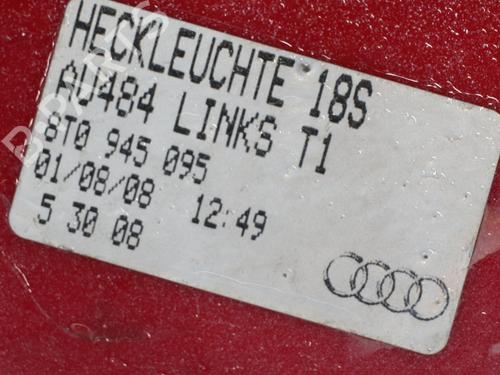 HECKLEUCHTE 18S
AU484 LINKS T1
8T0 945 095
01/08/08 12:49
5 30 08